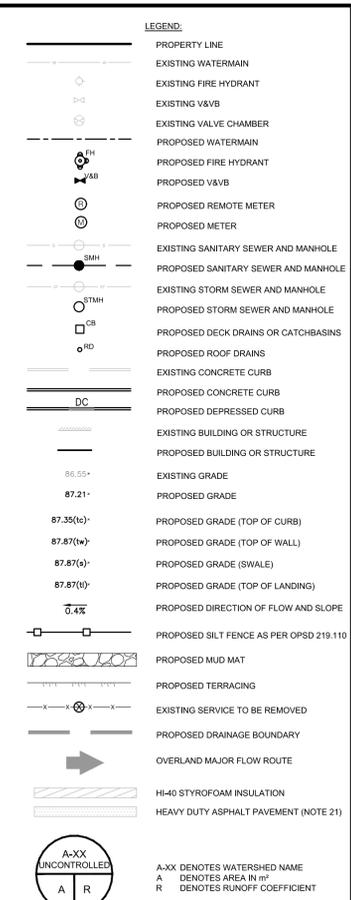 LEGEND:
PROPERTY LINE
W W EXISTING WATERMAIN
EXISTING FIRE HYDRANT
EXISTING V&VB
EXISTING VALVE CHAMBER
PROPOSED WATERMAIN
FH PROPOSED FIRE HYDRANT
V&B PROPOSED V&VB
R PROPOSED REMOTE METER
M PROPOSED METER
S S EXISTING SANITARY SEWER AND MANHOLE
SMH PROPOSED SANITARY SEWER AND MANHOLE
EXISTING STORM SEWER AND MANHOLE
STMH PROPOSED STORM SEWER AND MANHOLE
CB PROPOSED DECK DRAINS OR CATCHBASINS
RD PROPOSED ROOF DRAINS
EXISTING CONCRETE CURB
PROPOSED CONCRETE CURB
DC PROPOSED DEPRESSED CURB
EXISTING BUILDING OR STRUCTURE
PROPOSED BUILDING OR STRUCTURE
86.55 EXISTING GRADE
87.21 PROPOSED GRADE
87.35(tc) PROPOSED GRADE (TOP OF CURB)
87.87(tw) PROPOSED GRADE (TOP OF WALL)
87.87(s) PROPOSED GRADE (SWALE)
87.87(tl) PROPOSED GRADE (TOP OF LANDING)
0.4% PROPOSED DIRECTION OF FLOW AND SLOPE
PROPOSED SILT FENCE AS PER OPSD 219.110
PROPOSED MUD MAT
PROPOSED TERRACING
X X X X EXISTING SERVICE TO BE REMOVED
PROPOSED DRAINAGE BOUNDARY
OVERLAND MAJOR FLOW ROUTE
HI-40 STYROFOAM INSULATION
HEAVY DUTY ASPHALT PAVEMENT (NOTE 21)
A-XX
UNCONTROLLED
A R
A-XX DENOTES WATERSHED NAME
A DENOTES AREA IN m²
R DENOTES RUNOFF COEFFICIENT